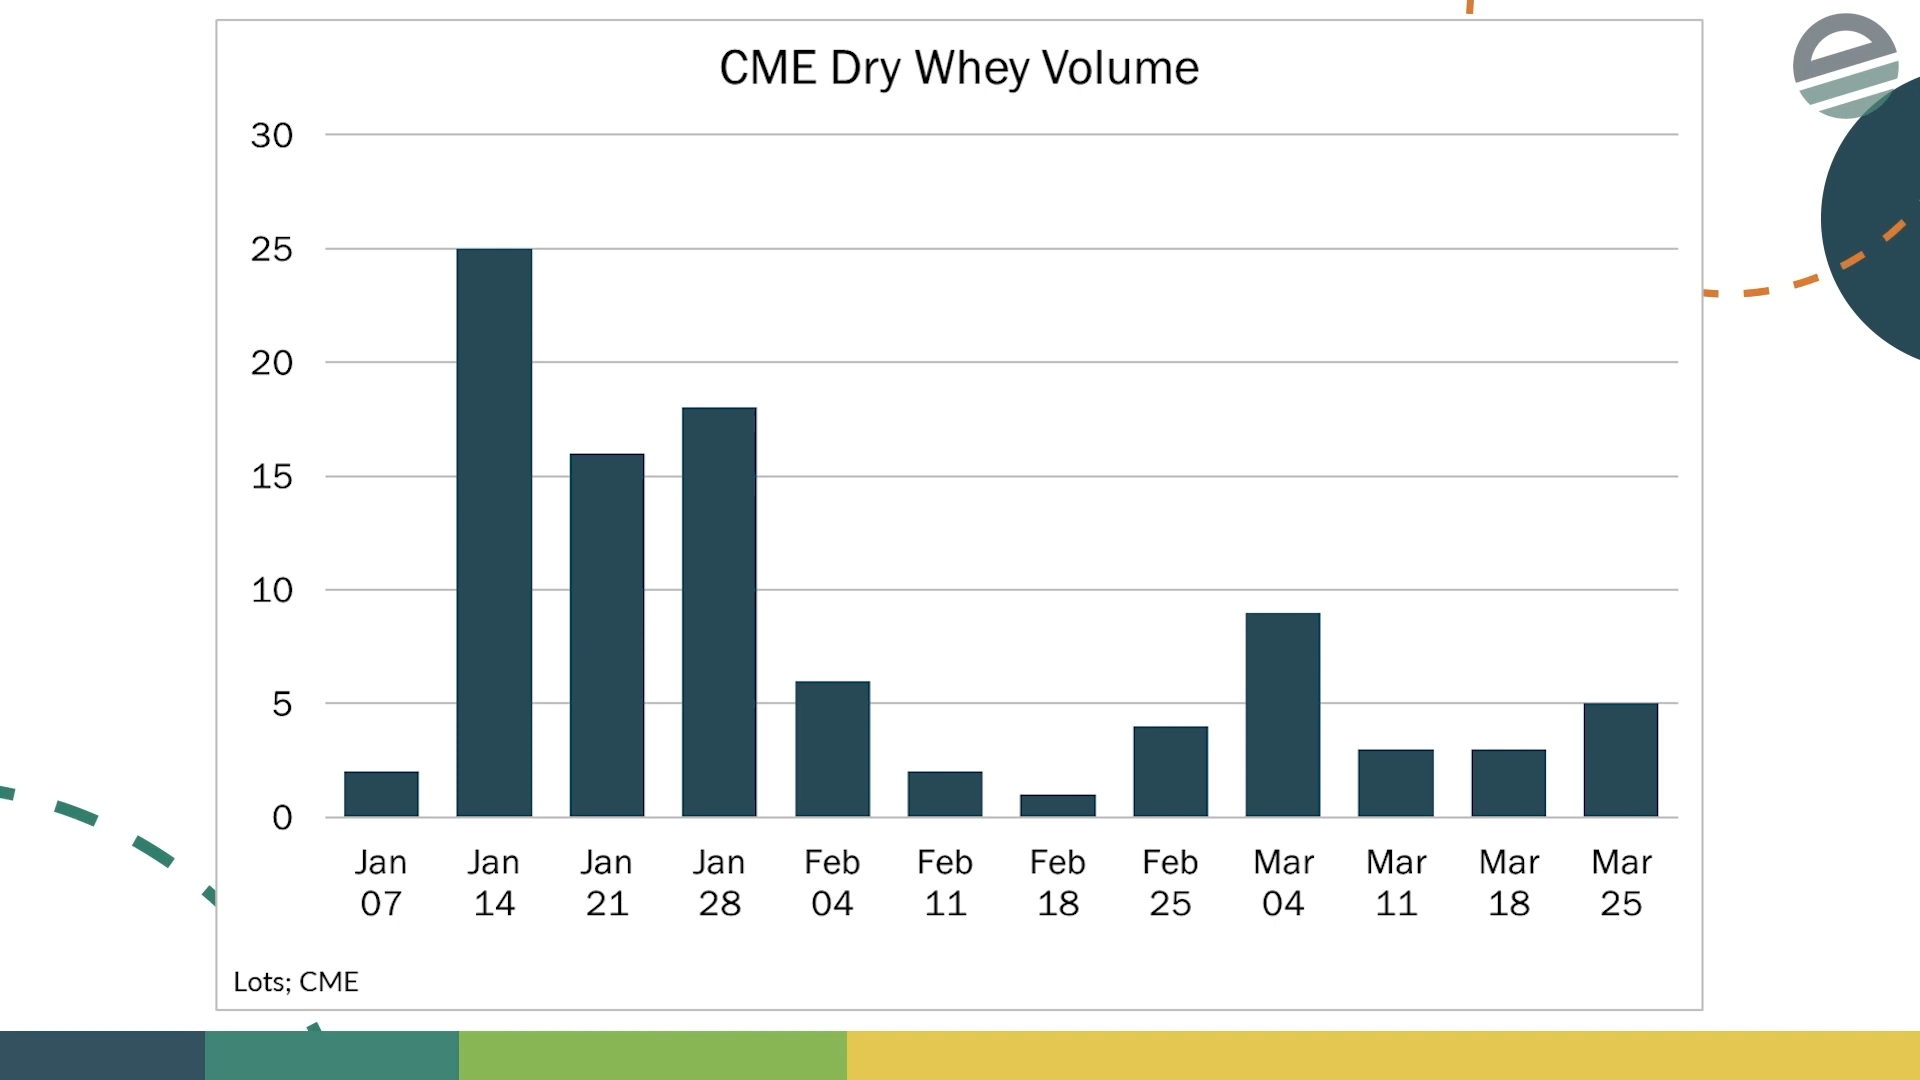 CME Dry Whey Volume
30
25
20
15
10
5
0
Jan Jan Jan Jan Feb Feb Feb Feb Mar Mar Mar Mar
07 14 21 28 04 11 18 25 04 11 18 25
Lots; CME